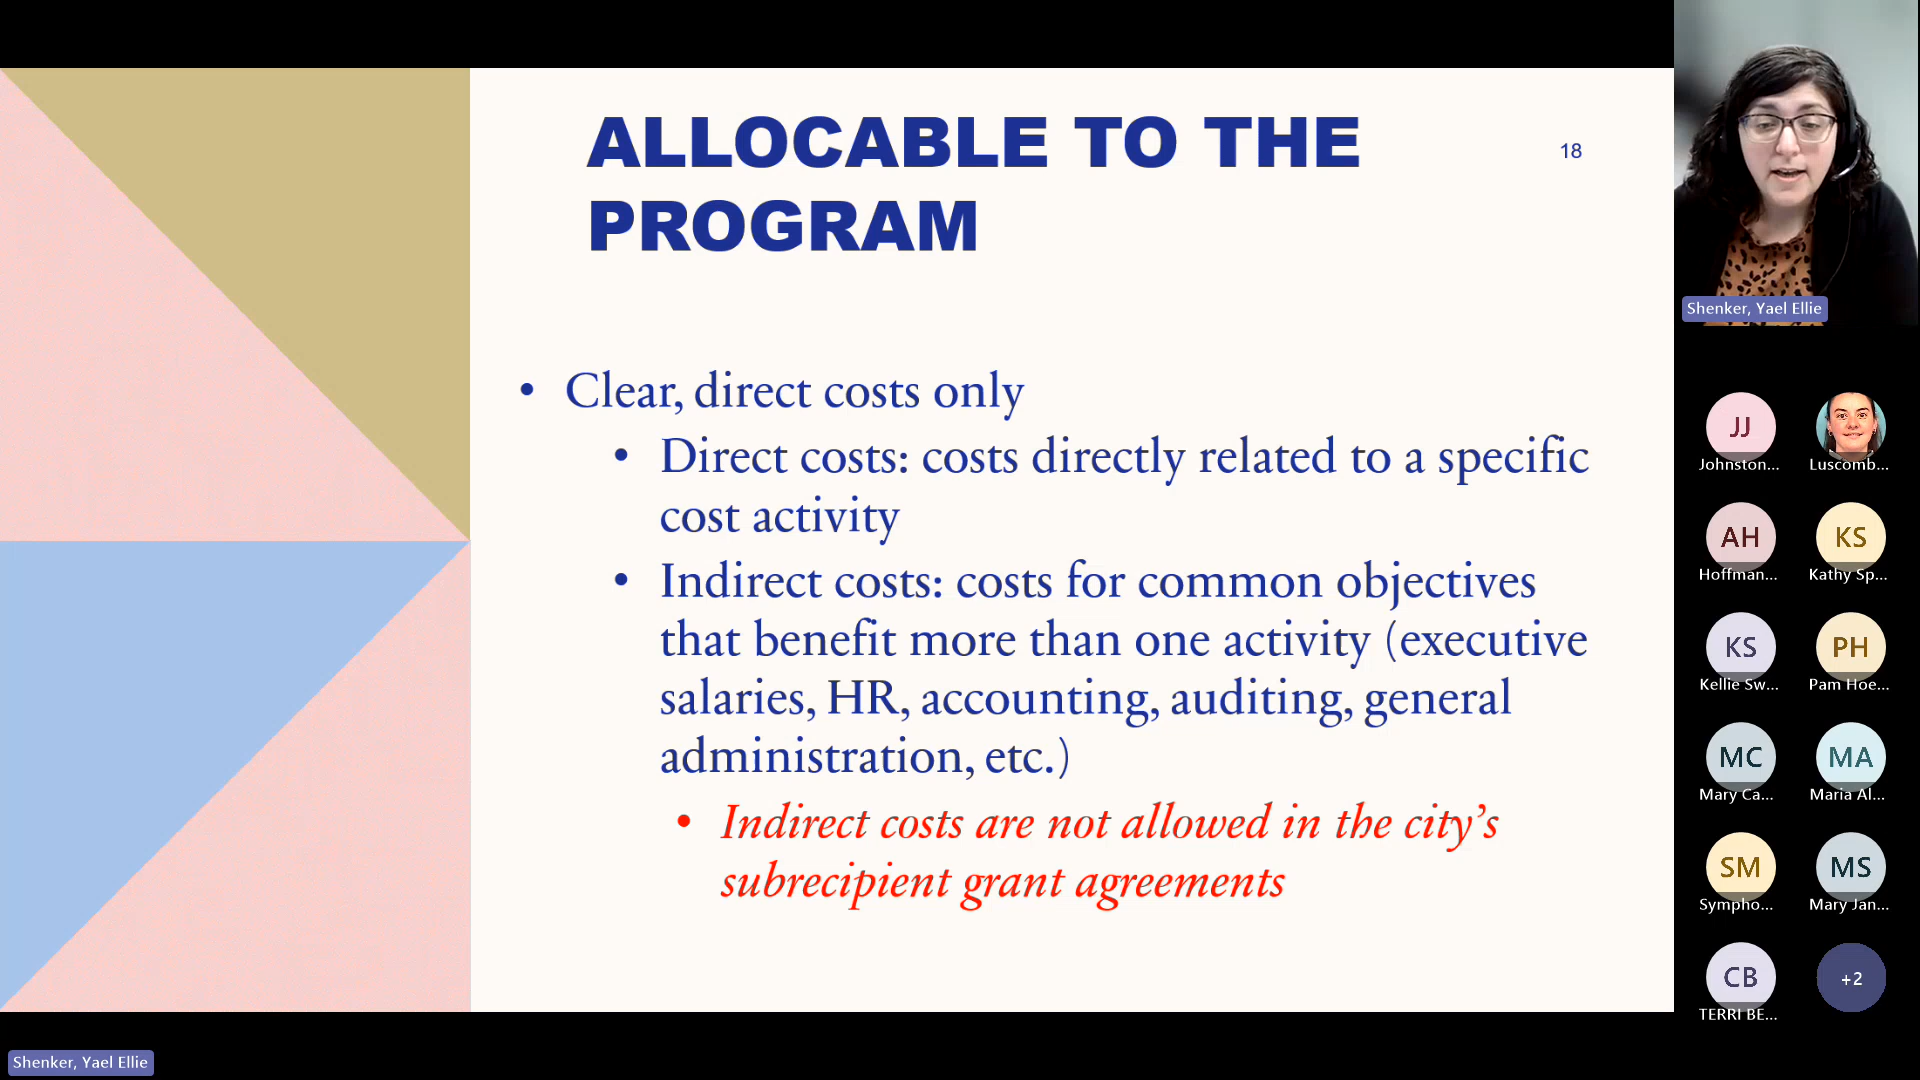 ALLOCABLE TO THE
PROGRAM
18
• Clear, direct costs only
• Direct costs: costs directly related to a specific
cost activity
• Indirect costs: costs for common objectives
that benefit more than one activity (executive
salaries, HR, accounting, auditing, general
administration, etc.)
• Indirect costs are not allowed in the city’s
subrecipient grant agreements
Shenker, Yael Ellie
JJ
Johnston...
Luscomb...
AH
Hoffman...
KS
Kathy Sp...
KS
Kellie Sw...
PH
Pam Hoe...
MC
Mary Ca...
MA
Maria Al...
SM
Sympho...
MS
Mary Jan...
CB
TERRI BE...
+2
Shenker, Yael Ellie